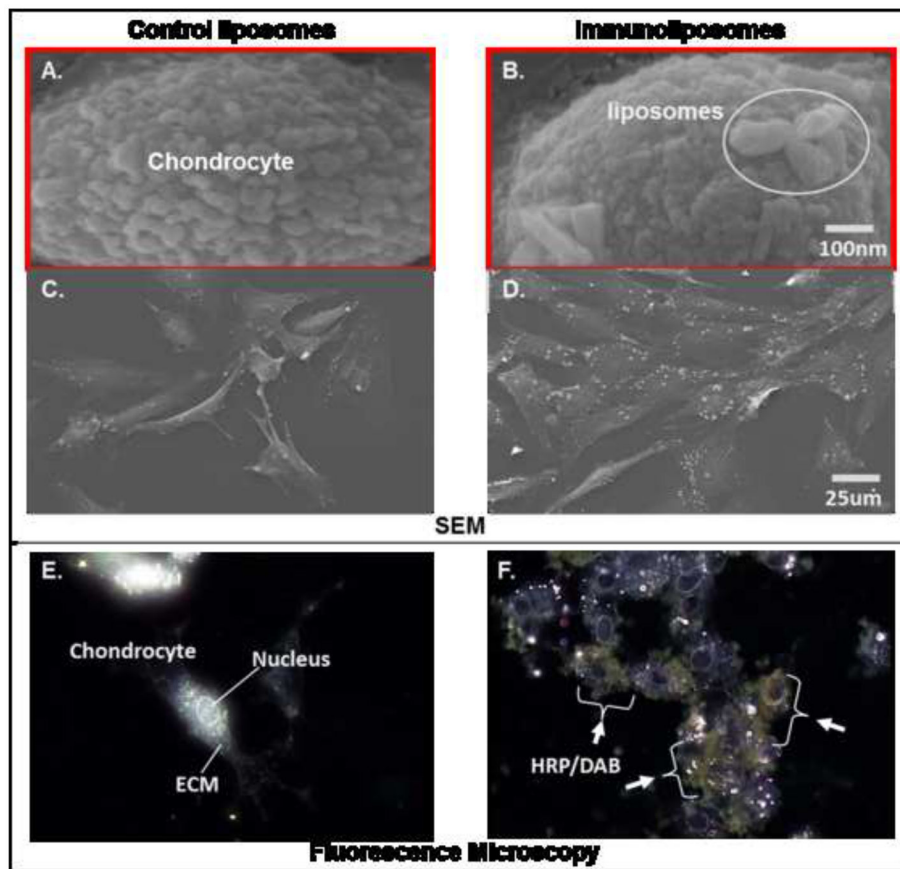 Control liposomes
Immunoliposomes
A.
Chondrocyte
B.
liposomes
100nm
C.
D.
25um
SEM
E.
Chondrocyte
Nucleus
ECM
F.
HRP/DAB
Fluorescence Microscopy